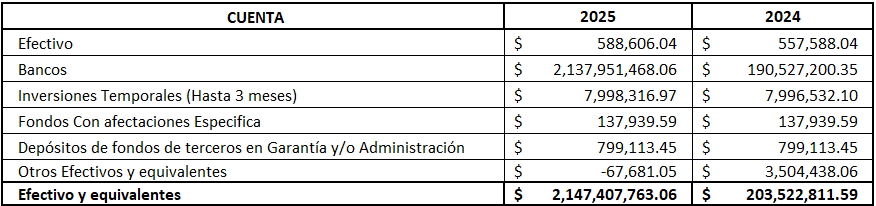 CUENTA 2025 2024
Efectivo $ 588,606.04 $ 557,588.04
Bancos $ 2,137,951,468.06 $ 190,527,200.35
Inversiones Temporales (Hasta 3 meses) $ 7,998,316.97 $ 7,996,532.10
Fondos Con afectaciones Especifica $ 137,939.59 $ 137,939.59
Depósitos de fondos de terceros en Garantía y/o Administración $ 799,113.45 $ 799,113.45
Otros Efectivos y equivalentes $ -67,681.05 $ 3,504,438.06
Efectivo y equivalentes $ 2,147,407,763.06 $ 203,522,811.59